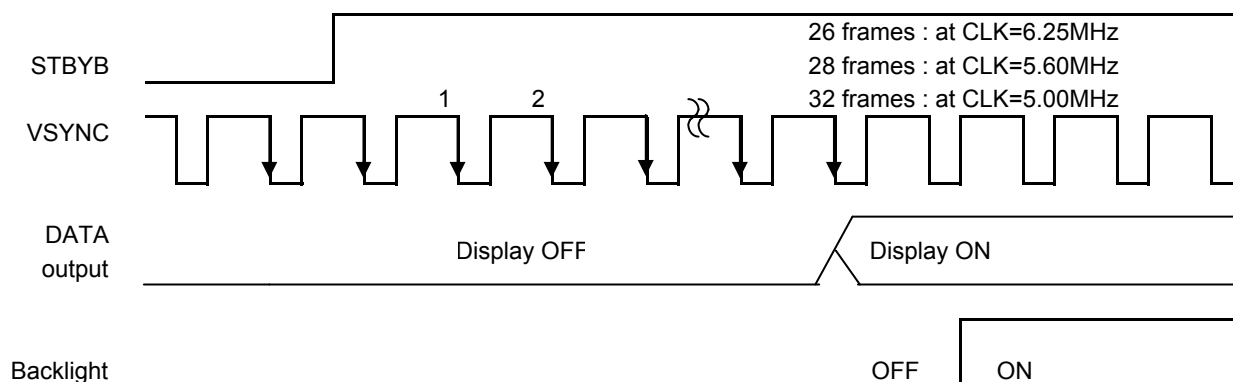 26 frames : at CLK=6.25MHz
STBYB
28 frames : at CLK=5.60MHz
1 2
32 frames : at CLK=5.00MHz
VSYNC
DATA
output
Display OFF
Display ON
Backlight
OFF
ON